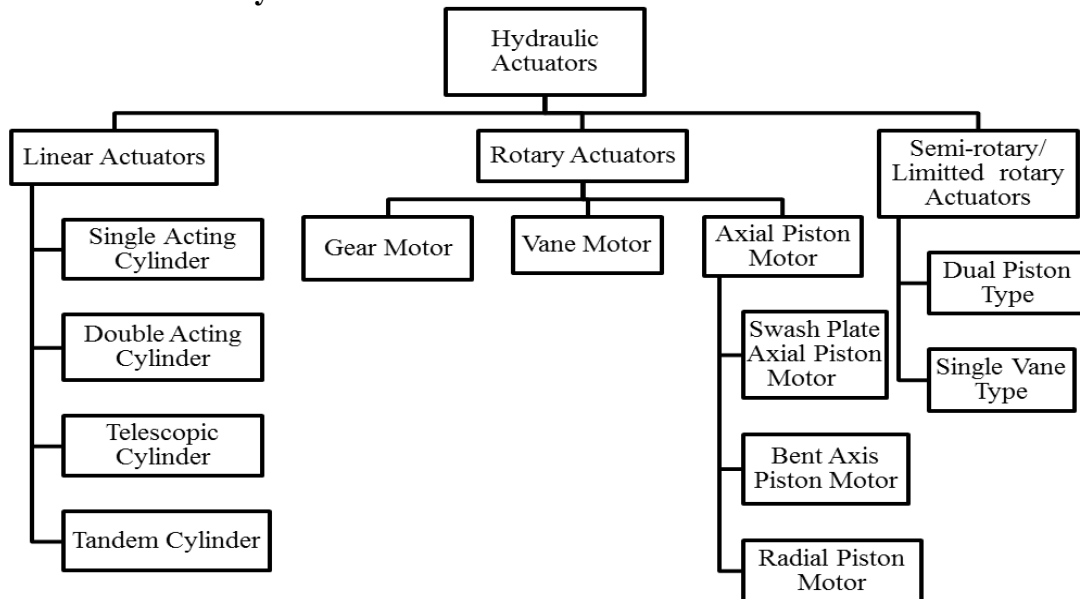 y
Hydraulic
Actuators
Linear Actuators
Rotary Actuators
Semi-rotary/
Limitted rotary
Actuators
Single Acting
Cylinder
Double Acting
Cylinder
Telescopic
Cylinder
Tandem Cylinder
Gear Motor
Vane Motor
Axial Piston
Motor
Swash Plate
Axial Piston
Motor
Bent Axis
Piston Motor
Radial Piston
Motor
Dual Piston
Type
Single Vane
Type